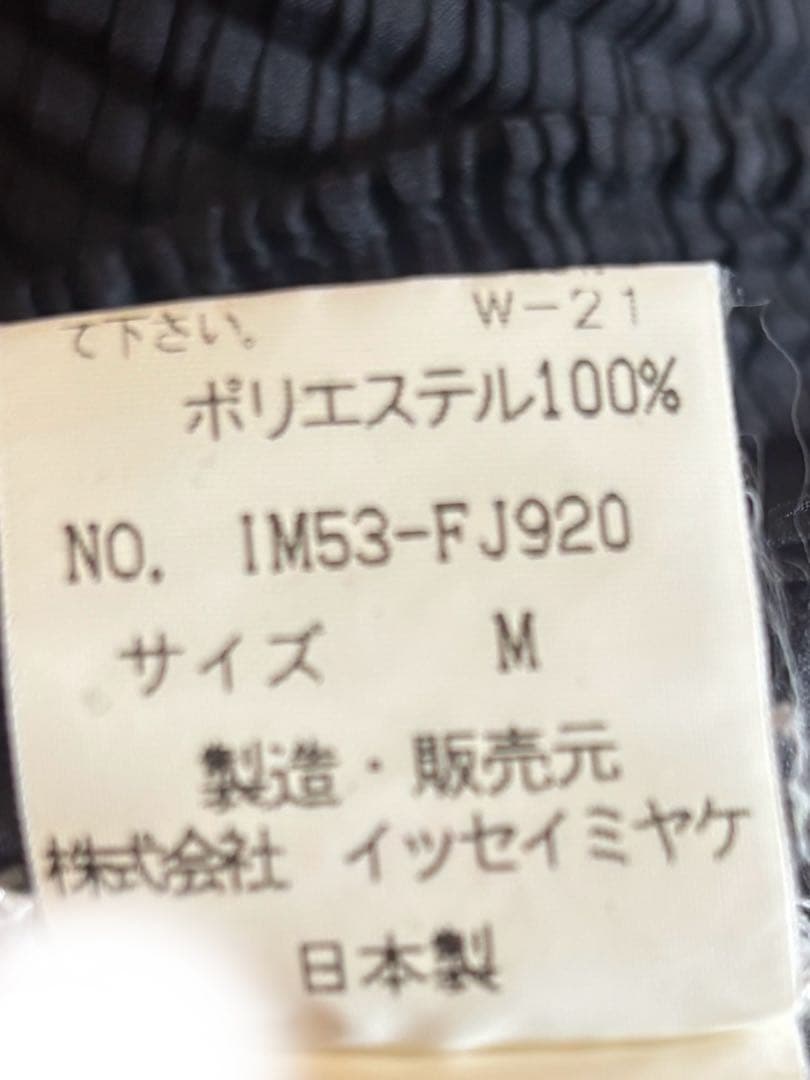 て下さい。 W-21
ポリエステル100%
NO. IM53-FJ920
サイズ M
製造・販売元
株式会社 イッセイミヤケ
日本製